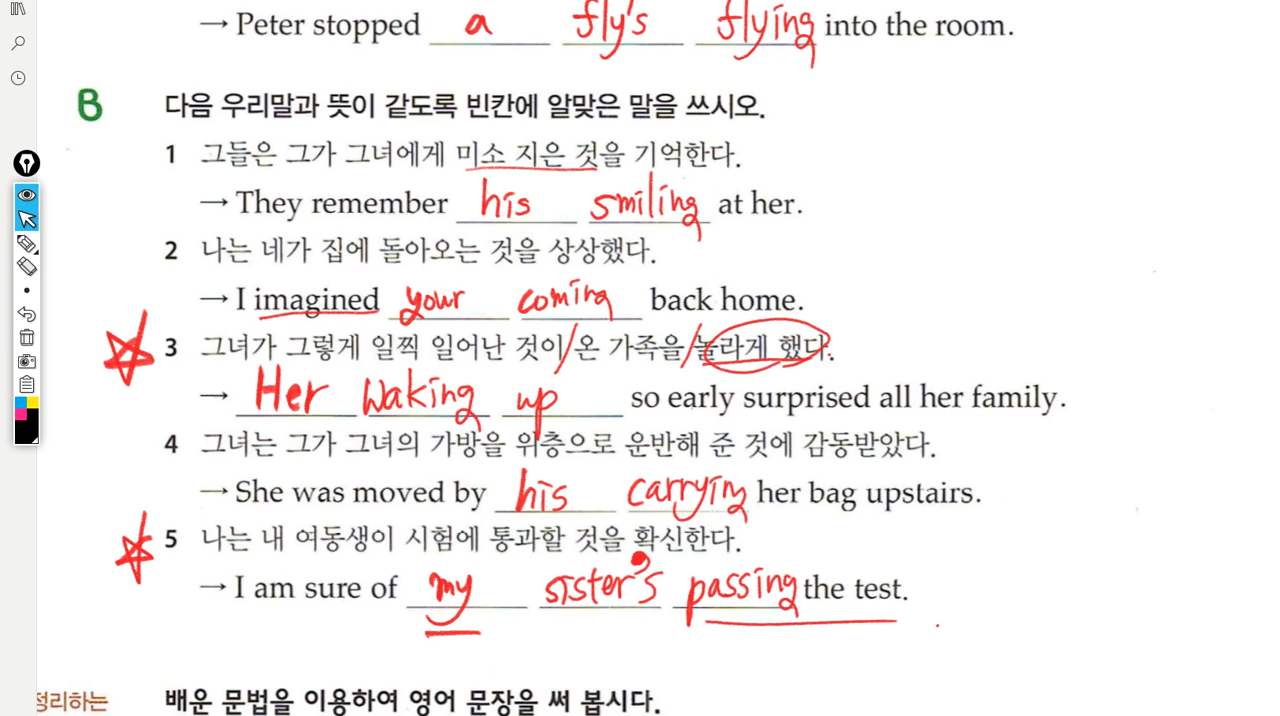 → Peter stopped a fly's flying into the room.
B 다음 우리말과 뜻이 같도록 빈칸에 알맞은 말을 쓰시오.
1 그들은 그가 그녀에게 미소 지은 것을 기억한다.
→ They remember his smiling at her.
2 나는 네가 집에 돌아오는 것을 상상했다.
→ I imagined your coming back home.
3 그녀가 그렇게 일찍 일어난 것이/온 가족을/놀라게 했다.
→ Her waking up so early surprised all her family.
4 그녀는 그가 그녀의 가방을 위층으로 운반해 준 것에 감동받았다.
→ She was moved by his carrying her bag upstairs.
5 나는 내 여동생이 시험에 통과할 것을 확신한다.
→ I am sure of my sister's passing the test.
정리하는 배운 문법을 이용하여 영어 문장을 써 봅시다.